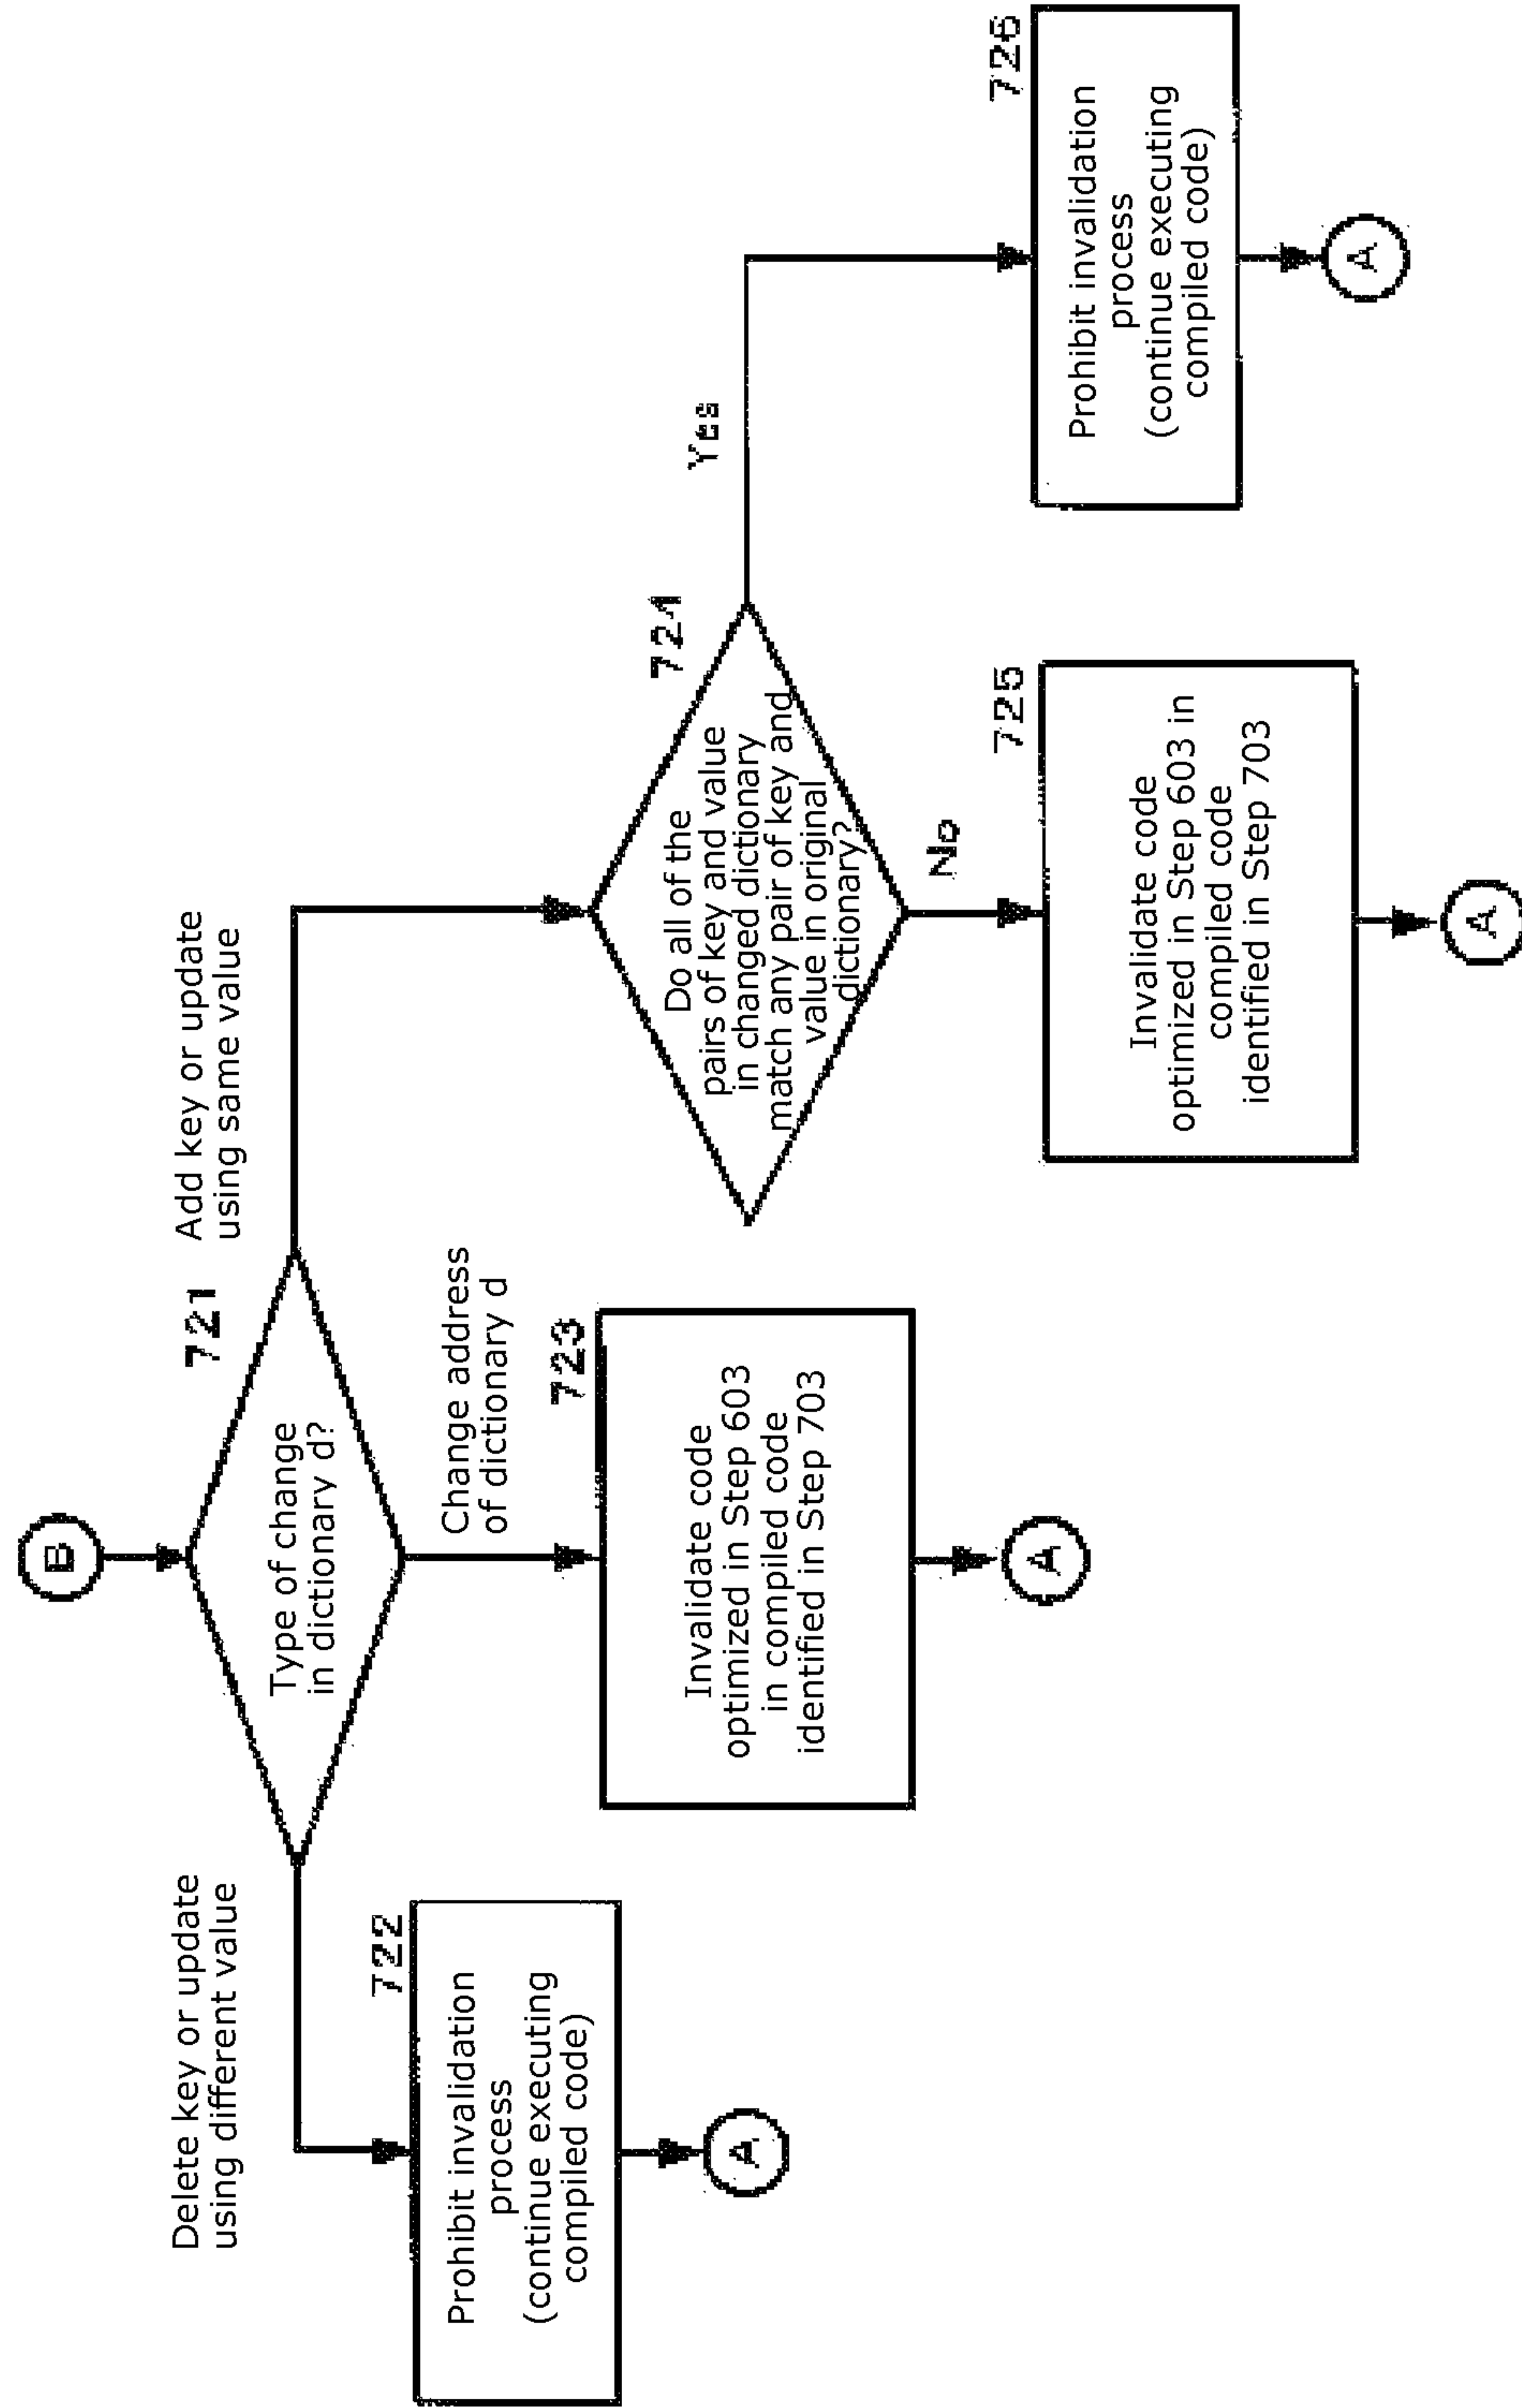 B
721
Type of change
in dictionary d?
Delete key or update
using different value
Change address
of dictionary d
Add key or update
using same value
722
Prohibit invalidation
process
(continue executing
compiled code)
A
723
Invalidate code
optimized in Step 603
in compiled code
identified in Step 703
A
724
Do all of the
pairs of key and value
in changed dictionary
match any pair of key and
value in original
dictionary?
No
Yes
725
Invalidate code
optimized in Step 603 in
compiled code
identified in Step 703
A
726
Prohibit invalidation
process
(continue executing
compiled code)
A